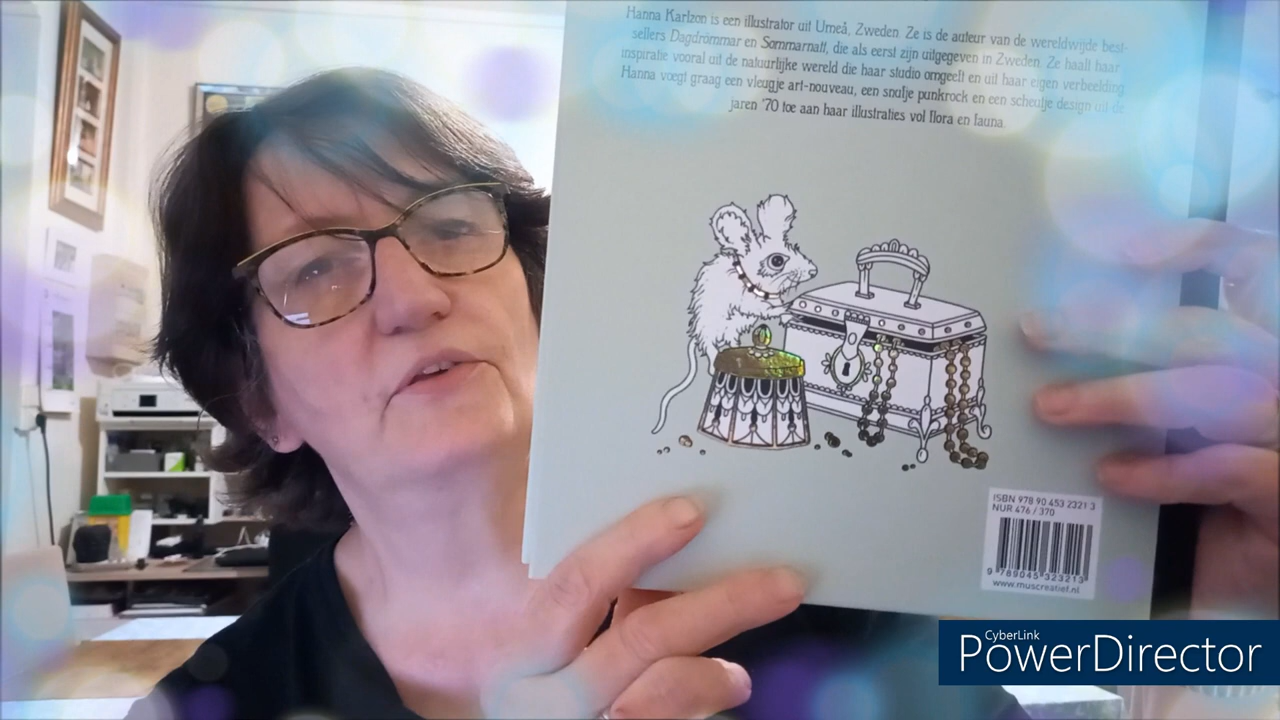 Hanna Karlzon is een illustrator uit Umeå, Zweden. Ze is de auteur van de wereldwijde best-
sellers Dagdrömmar en Sommarnatt, die als eerst zijn uitgegeven in Zweden. Ze haalt haar
inspiratie vooral uit de natuurlijke wereld die haar studio omgeeft en uit haar eigen verbeelding
Hanna voegt graag een vleugje art-nouveau, een snufje punkrock en een scheutje design uit de
jaren '70 toe aan haar illustraties vol flora en fauna.
ISBN 978 90 453 2321 3
NUR 476 / 370
9 789045 323213
www.muscreatief.nl
CyberLink
PowerDirector